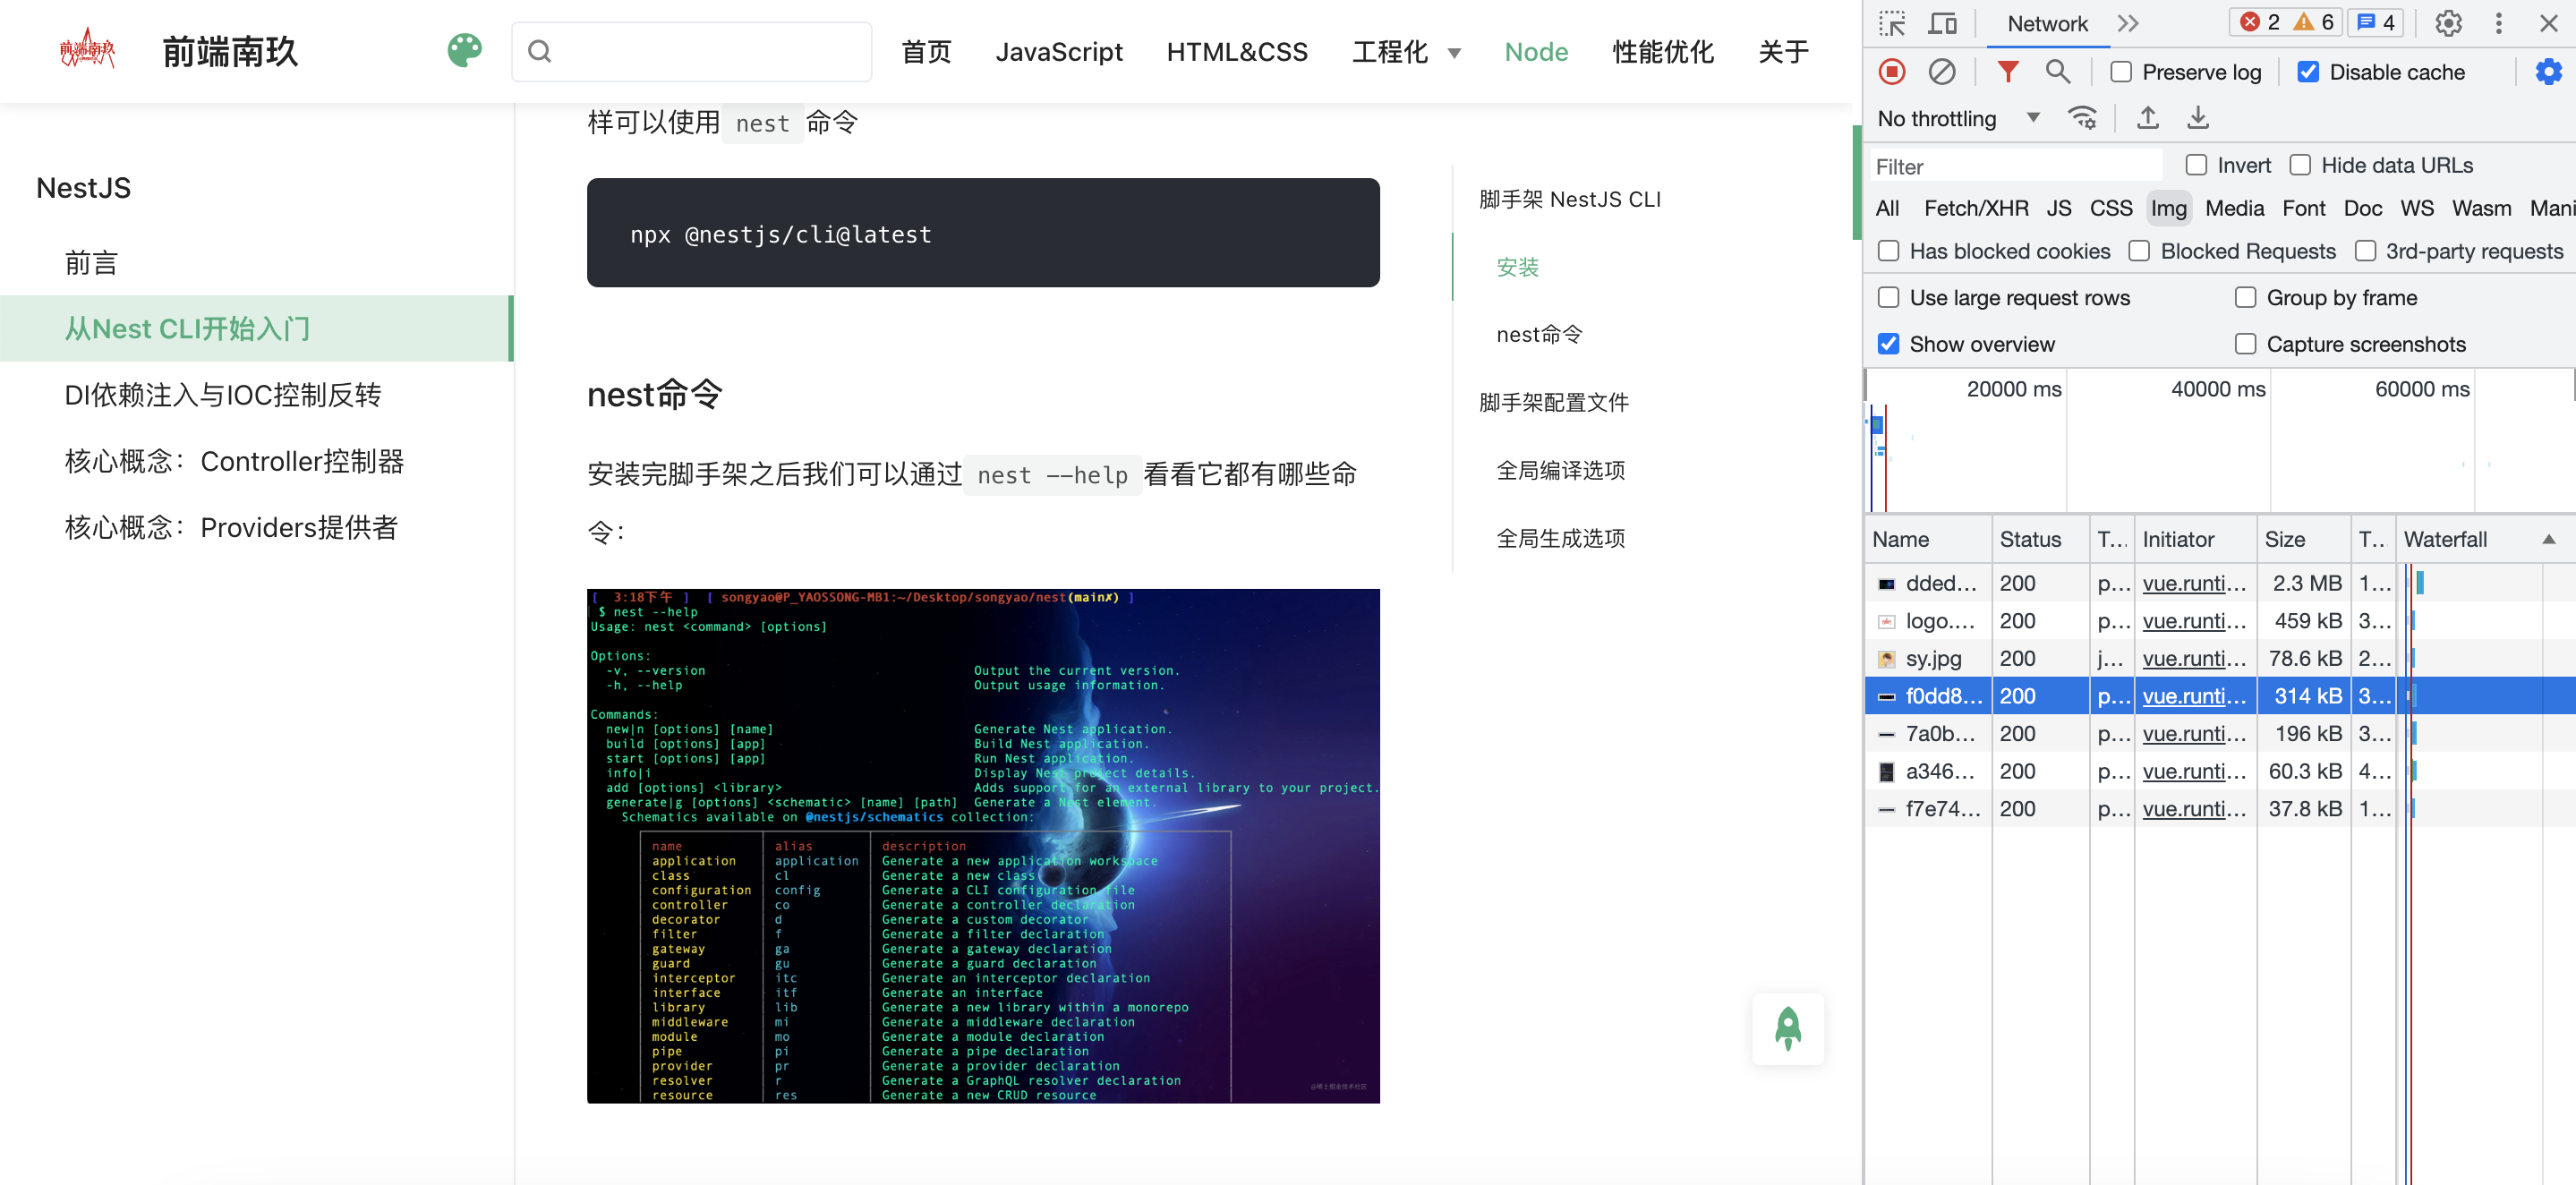 前端南玖
前端南玖
首页
JavaScript
HTML&CSS
工程化
Node
性能优化
关于
NestJS
前言
从Nest CLI开始入门
DI依赖注入与IOC控制反转
核心概念：Controller控制器
核心概念：Providers提供者
样可以使用 nest 命令
npx @nestjs/cli@latest
nest命令
安装完脚手架之后我们可以通过 nest --help 看看它都有哪些命
令：
[ 3:18下午 ] [ songyao@P_YAOSSONG-MB1:~/Desktop/songyao/nest(main✗) ]
$ nest --help
Usage: nest <command> [options]
Options:
-v, --version Output the current version.
-h, --help Output usage information.
Commands:
new|n [options] [name] Generate Nest application.
build [options] [app] Build Nest application.
start [options] [app] Run Nest application.
info|i Display Nest project details.
add [options] <library> Adds support for an external library to your project.
generate|g [options] <schematic> [name] [path] Generate a Nest element.
Schematics available on @nestjs/schematics collection:
name alias description
application application Generate a new application workspace
class cl Generate a new class
configuration config Generate a CLI configuration file
controller co Generate a controller declaration
decorator d Generate a custom decorator
filter f Generate a filter declaration
gateway ga Generate a gateway declaration
guard gu Generate a guard declaration
interceptor itc Generate an interceptor declaration
interface itf Generate an interface
library lib Generate a new library within a monorepo
middleware mi Generate a middleware declaration
module mo Generate a module declaration
pipe pi Generate a pipe declaration
provider pr Generate a provider declaration
resolver r Generate a GraphQL resolver declaration
resource res Generate a new CRUD resource
@稀土掘金技术社区
脚手架 NestJS CLI
安装
nest命令
脚手架配置文件
全局编译选项
全局生成选项
Network 2 6 4
Preserve log Disable cache
No throttling
Filter Invert Hide data URLs
All Fetch/XHR JS CSS Img Media Font Doc WS Wasm Mani
Has blocked cookies Blocked Requests 3rd-party requests
Use large request rows Group by frame
Show overview Capture screenshots
20000 ms 40000 ms 60000 ms
Name Status T... Initiator Size T... Waterfall
dded... 200 p... vue.runti... 2.3 MB 1...
logo.... 200 p... vue.runti... 459 kB 3...
sy.jpg 200 j... vue.runti... 78.6 kB 2...
f0dd8... 200 p... vue.runti... 314 kB 3...
7a0b... 200 p... vue.runti... 196 kB 3...
a346... 200 p... vue.runti... 60.3 kB 4...
f7e74... 200 p... vue.runti... 37.8 kB 1...